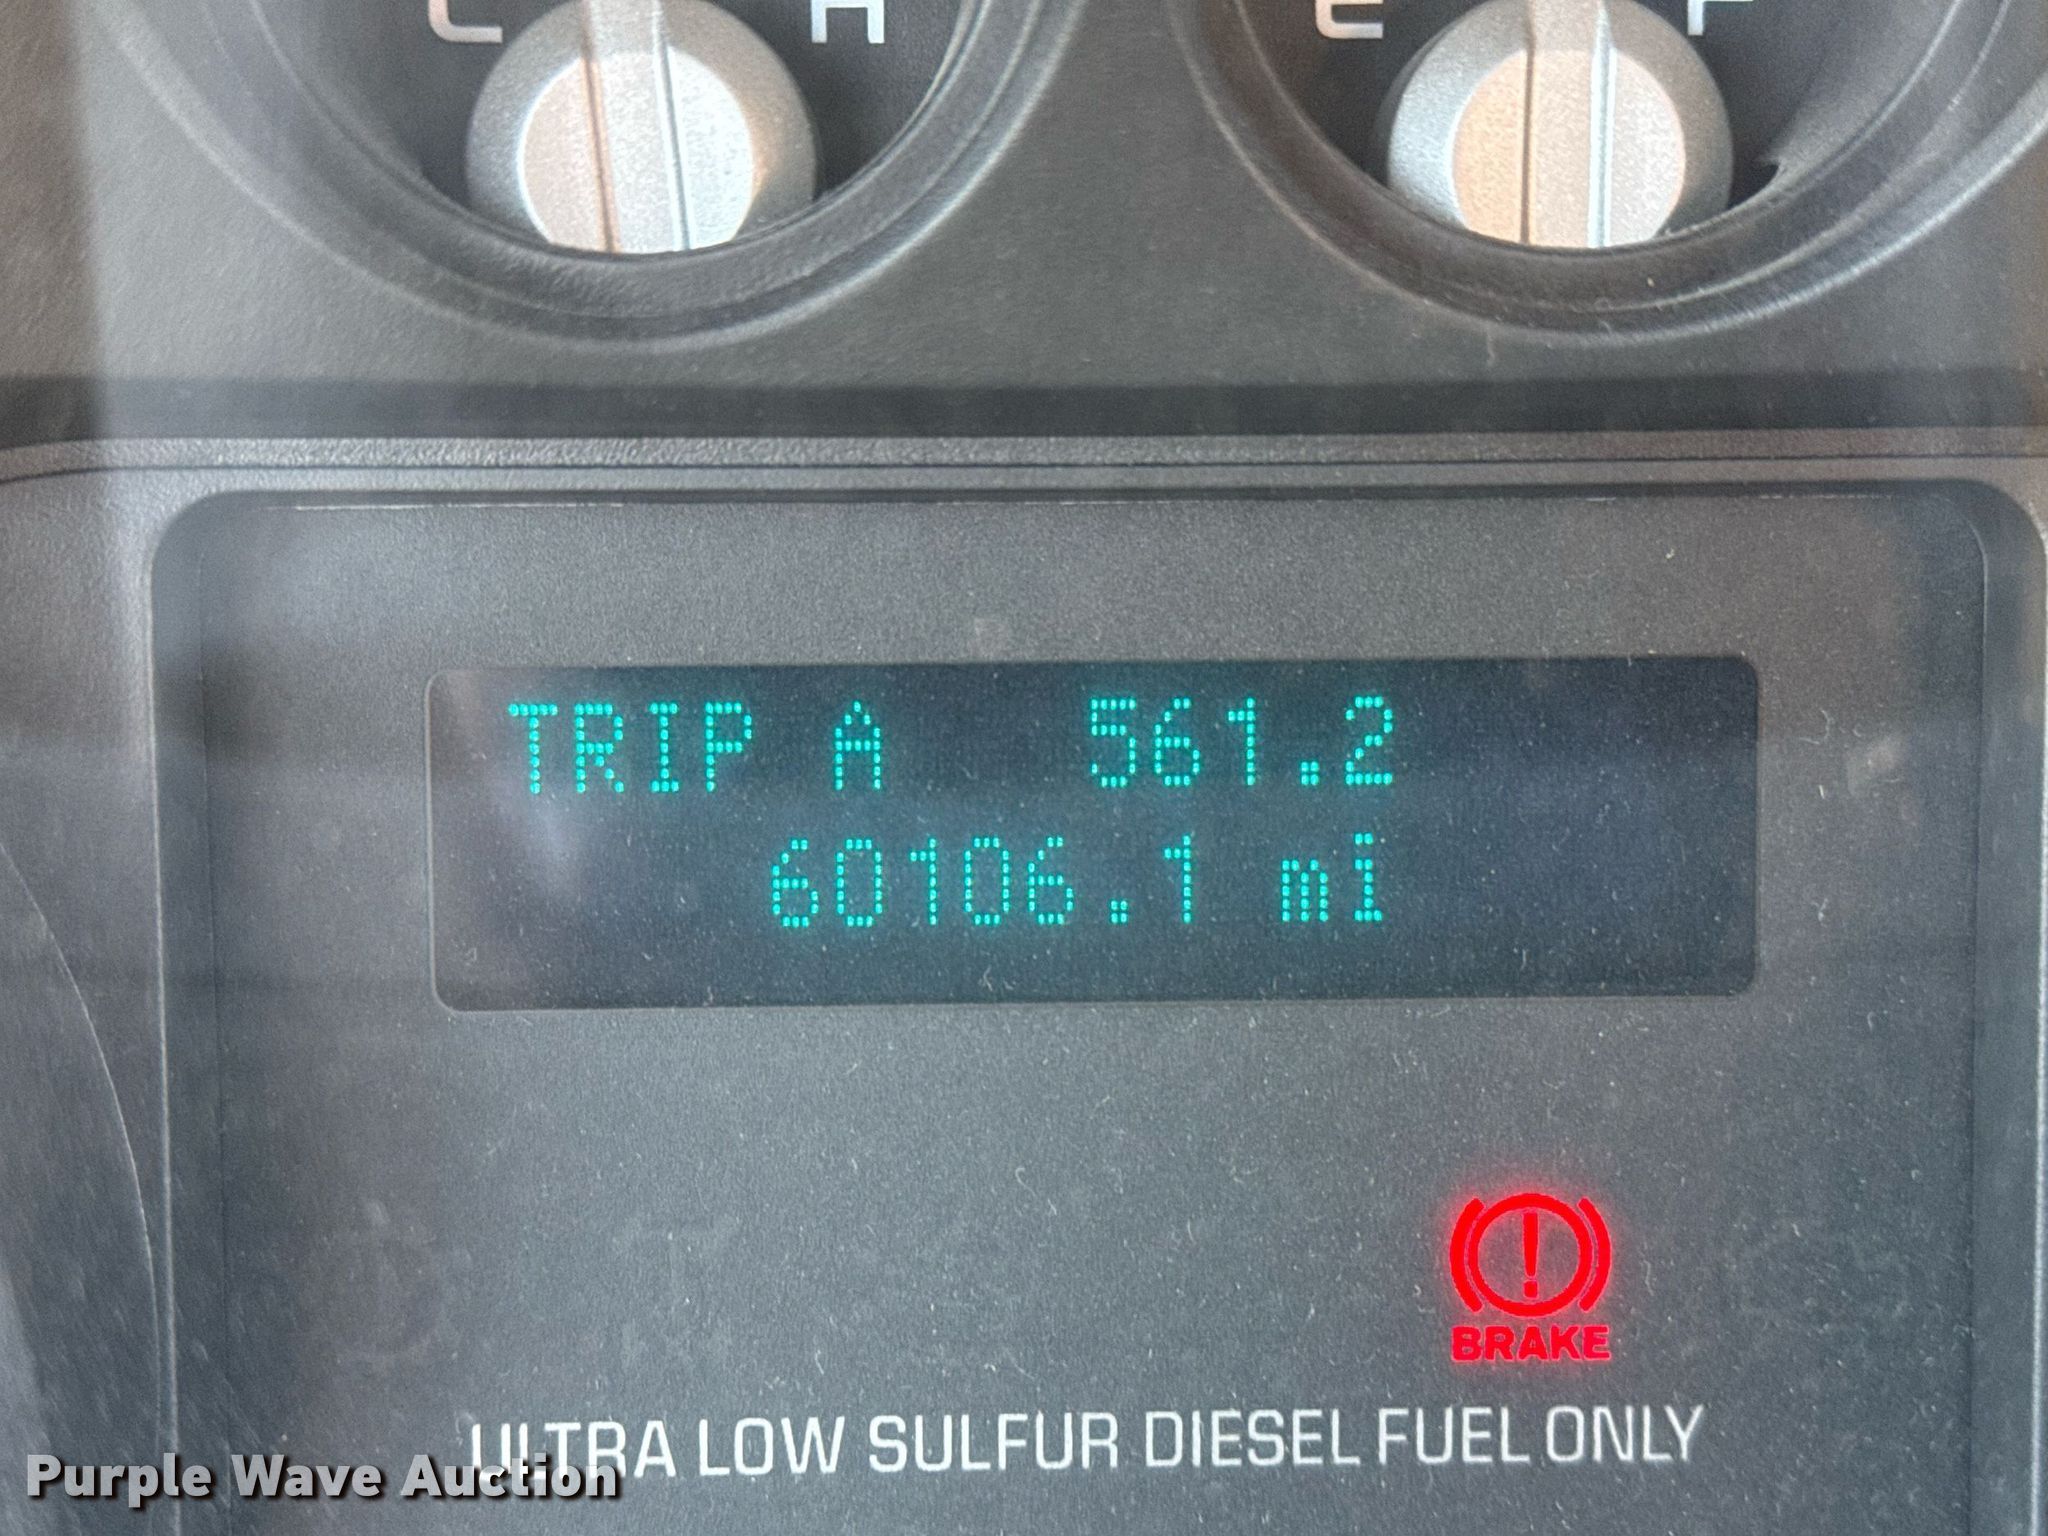 C H E F
TRIP A 561.2
60106.1 mi
BRAKE
ULTRA LOW SULFUR DIESEL FUEL ONLY
Purple Wave Auction